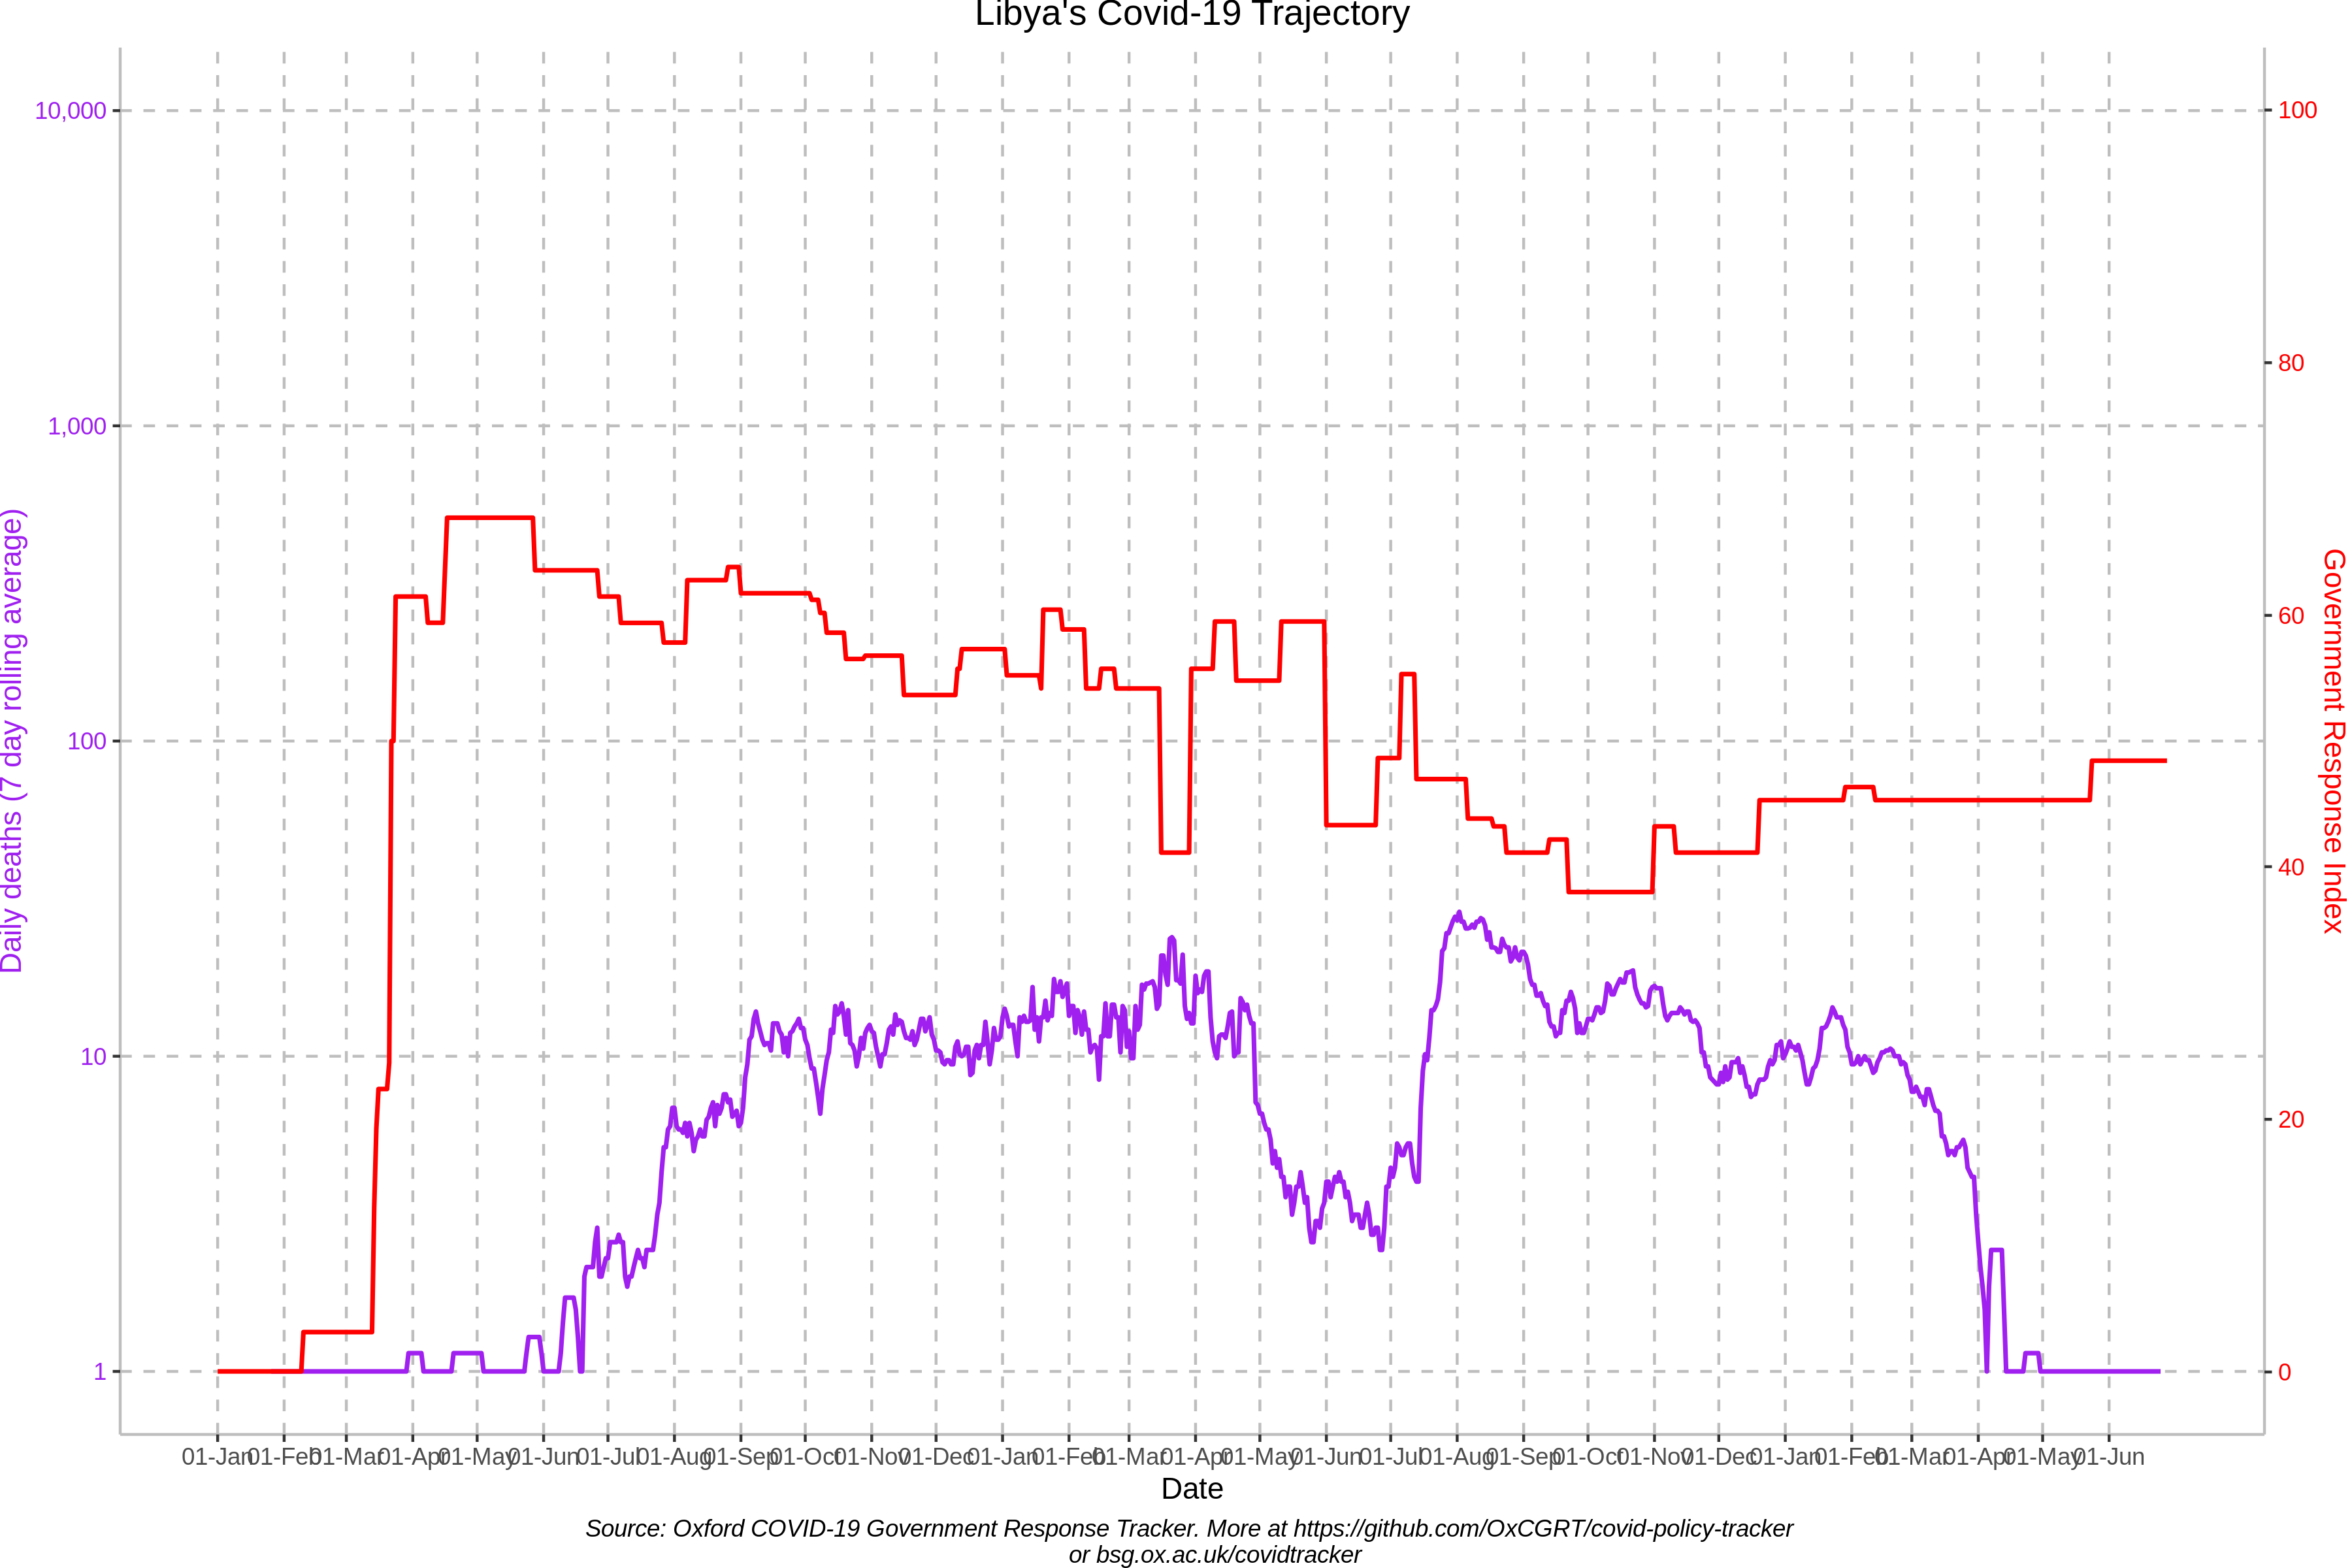 Libya's Covid-19 Trajectory
10,000
1,000
100
10
1
Daily deaths (7 day rolling average)
100
80
60
40
20
0
Government Response Index
01-Jan 01-Feb 01-Mar 01-Apr 01-May 01-Jun 01-Jul 01-Aug 01-Sep 01-Oct 01-Nov 01-Dec 01-Jan 01-Feb 01-Mar 01-Apr 01-May 01-Jun 01-Jul 01-Aug 01-Sep 01-Oct 01-Nov 01-Dec 01-Jan 01-Feb 01-Mar 01-Apr 01-May 01-Jun
Date
Source: Oxford COVID-19 Government Response Tracker. More at https://github.com/OxCGRT/covid-policy-tracker
or bsg.ox.ac.uk/covidtracker